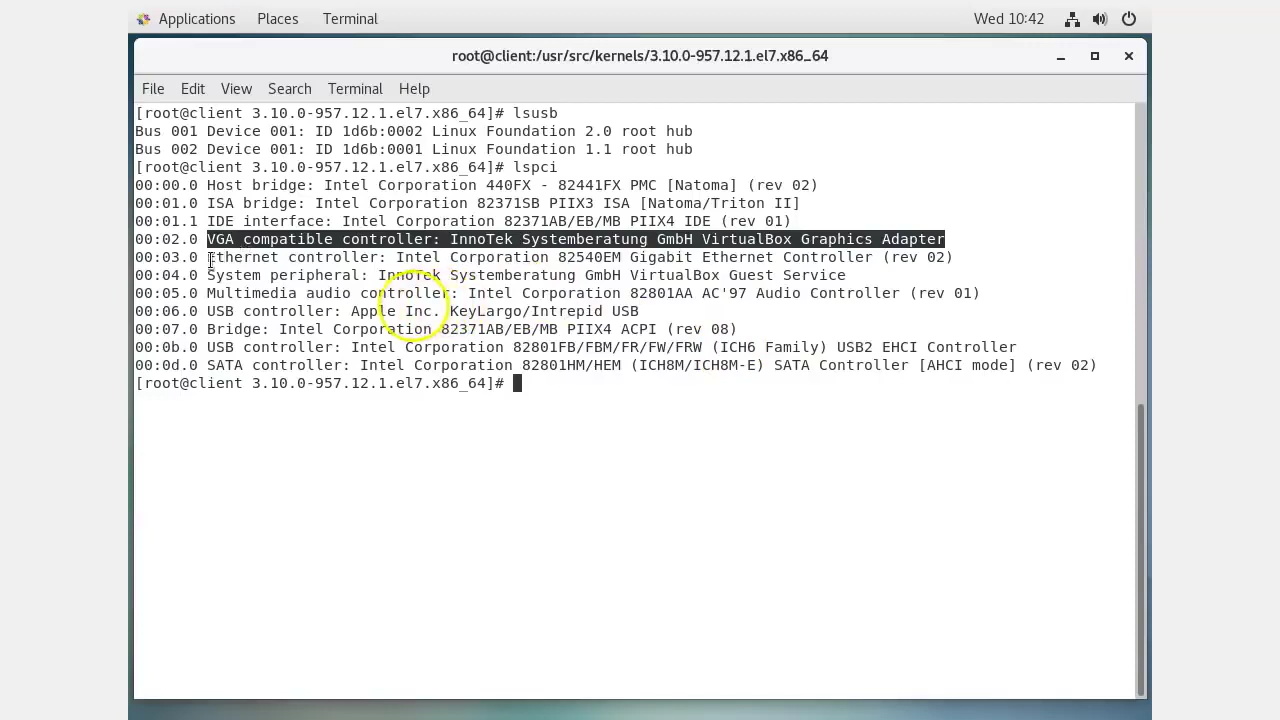 Applications Places Terminal Wed 10:42
root@client:/usr/src/kernels/3.10.0-957.12.1.el7.x86_64
File Edit View Search Terminal Help
[root@client 3.10.0-957.12.1.el7.x86_64]# lsusb
Bus 001 Device 001: ID 1d6b:0002 Linux Foundation 2.0 root hub
Bus 002 Device 001: ID 1d6b:0001 Linux Foundation 1.1 root hub
[root@client 3.10.0-957.12.1.el7.x86_64]# lspci
00:00.0 Host bridge: Intel Corporation 440FX - 82441FX PMC [Natoma] (rev 02)
00:01.0 ISA bridge: Intel Corporation 82371SB PIIX3 ISA [Natoma/Triton II]
00:01.1 IDE interface: Intel Corporation 82371AB/EB/MB PIIX4 IDE (rev 01)
00:02.0 VGA compatible controller: InnoTek Systemberatung GmbH VirtualBox Graphics Adapter
00:03.0 Ethernet controller: Intel Corporation 82540EM Gigabit Ethernet Controller (rev 02)
00:04.0 System peripheral: InnoTek Systemberatung GmbH VirtualBox Guest Service
00:05.0 Multimedia audio controller: Intel Corporation 82801AA AC'97 Audio Controller (rev 01)
00:06.0 USB controller: Apple Inc. KeyLargo/Intrepid USB
00:07.0 Bridge: Intel Corporation 82371AB/EB/MB PIIX4 ACPI (rev 08)
00:0b.0 USB controller: Intel Corporation 82801FB/FBM/FR/FW/FRW (ICH6 Family) USB2 EHCI Controller
00:0d.0 SATA controller: Intel Corporation 82801HM/HEM (ICH8M/ICH8M-E) SATA Controller [AHCI mode] (rev 02)
[root@client 3.10.0-957.12.1.el7.x86_64]#